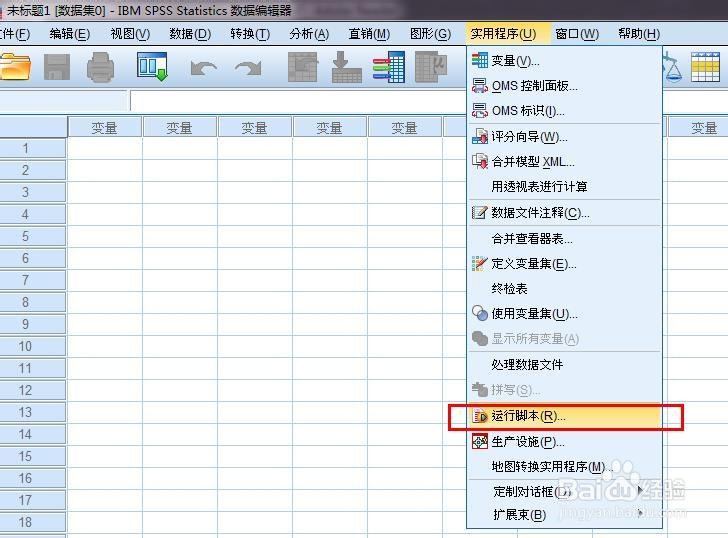 未标题1 [数据集0] - IBM SPSS Statistics 数据编辑器
件(F) 编辑(E) 视图(V) 数据(D) 转换(T) 分析(A) 直销(M) 图形(G) 实用程序(U) 窗口(W) 帮助(H)
变量 变量 变量 变量 变量 变量
1
2
3
4
5
6
7
8
9
10
11
12
13
14
15
16
17
18
变量(V)...
OMS 控制面板...
OMS 标识(I)...
评分向导(W)...
合并模型 XML...
用透视表进行计算
数据文件注释(C)...
合并查看器表...
定义变量集(E)...
终检表
使用变量集(U)...
显示所有变量(A)
处理数据文件
拼写(S)...
运行脚本(R)...
生产设施(P)...
地图转换实用程序(M)...
定制对话框(D)
扩展束(B)
Baidu 经验
jingyan.baidu.com